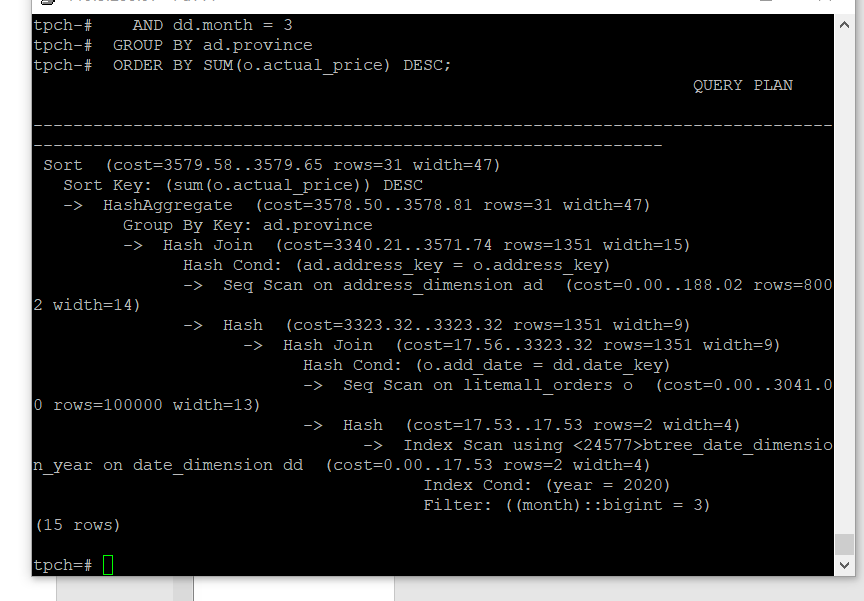 tpch-#    AND dd.month = 3
tpch-#  GROUP BY ad.province
tpch-#  ORDER BY SUM(o.actual_price) DESC;
QUERY PLAN
--------------------------------------------------------------------------------
---------------------------------------------------------------
 Sort  (cost=3579.58..3579.65 rows=31 width=47)
   Sort Key: (sum(o.actual_price)) DESC
   ->  HashAggregate  (cost=3578.50..3578.81 rows=31 width=47)
         Group By Key: ad.province
         ->  Hash Join  (cost=3340.21..3571.74 rows=1351 width=15)
               Hash Cond: (ad.address_key = o.address_key)
               ->  Seq Scan on address_dimension ad  (cost=0.00..188.02 rows=800
2 width=14)
               ->  Hash  (cost=3323.32..3323.32 rows=1351 width=9)
                     ->  Hash Join  (cost=17.56..3323.32 rows=1351 width=9)
                           Hash Cond: (o.add_date = dd.date_key)
                           ->  Seq Scan on litemall_orders o  (cost=0.00..3041.0
0 rows=100000 width=13)
                           ->  Hash  (cost=17.53..17.53 rows=2 width=4)
                                 ->  Index Scan using <24577>btree_date_dimensio
n_year on date_dimension dd  (cost=0.00..17.53 rows=2 width=4)
                                       Index Cond: (year = 2020)
                                       Filter: ((month)::bigint = 3)
(15 rows)
tpch=#